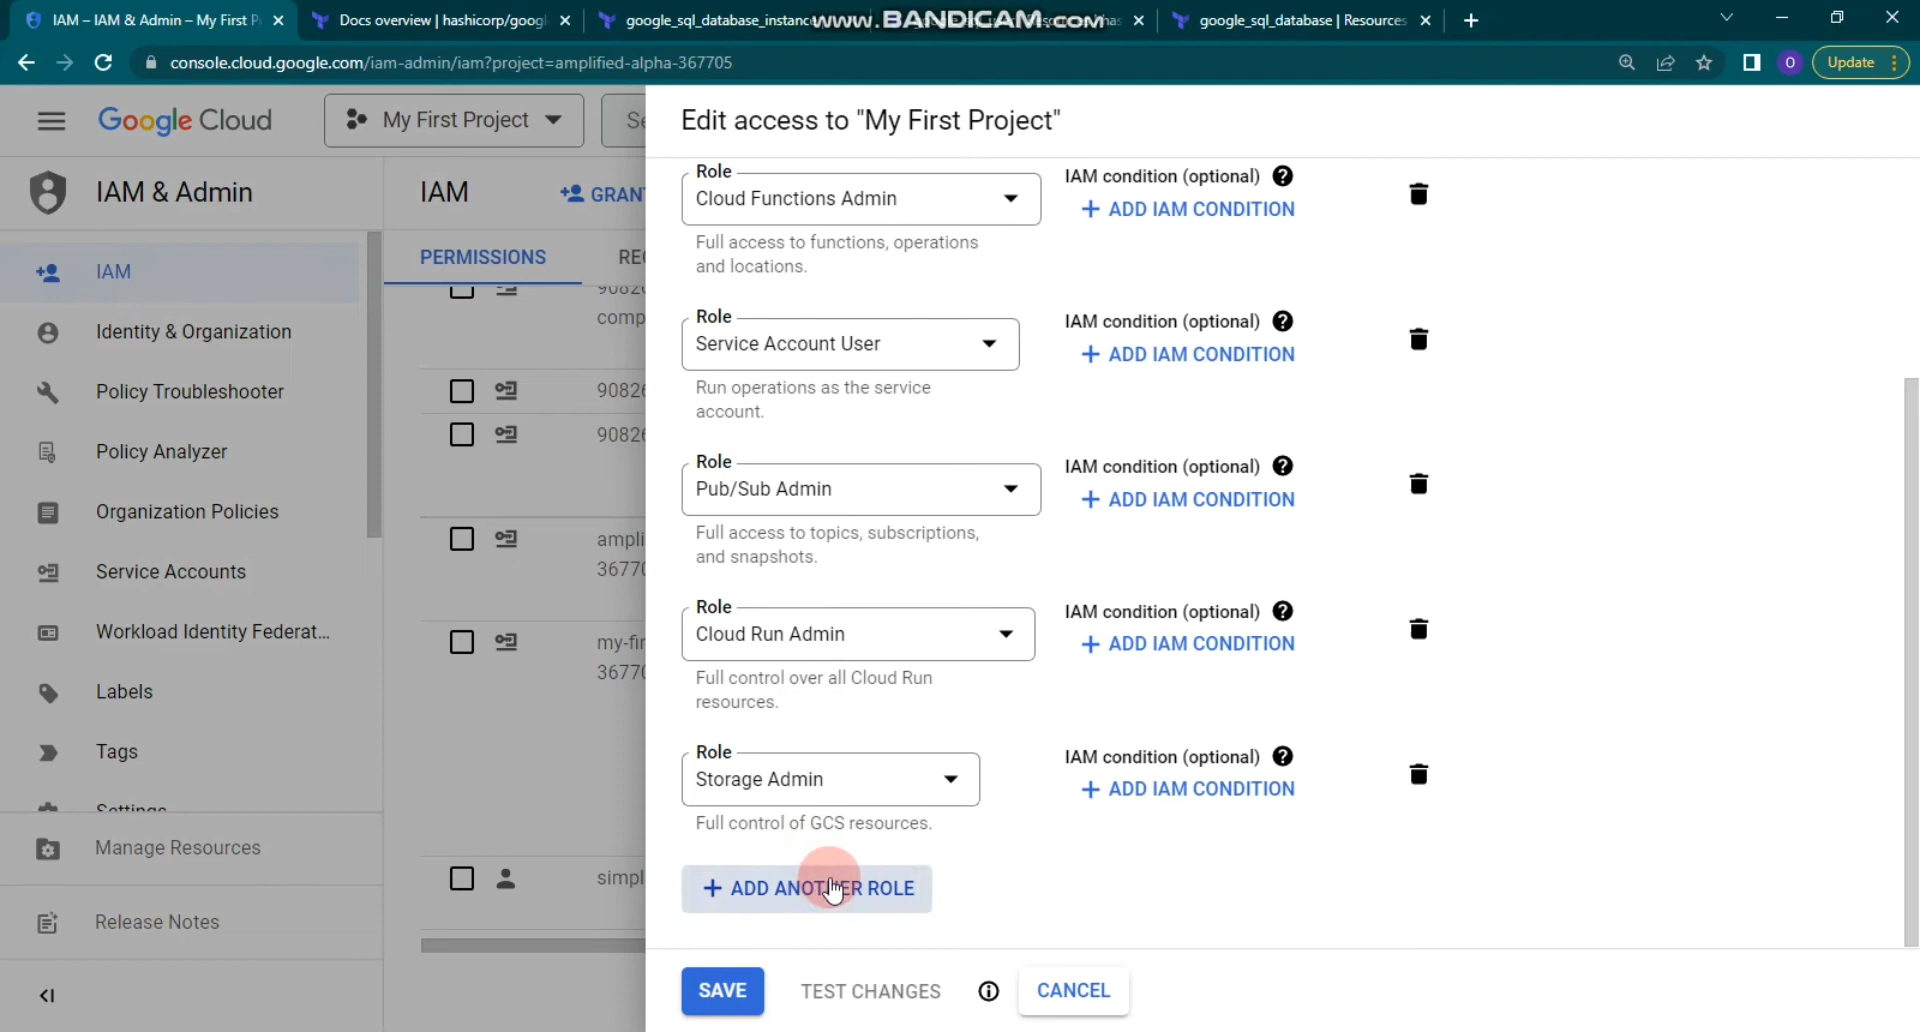 IAM – IAM & Admin – My First P
Docs overview | hashicorp/googl
google_sql_database_instanc
www.BANDICAM.com
google_sql_database | Resources
console.cloud.google.com/iam-admin/iam?project=amplified-alpha-367705
O
Update
Google Cloud
My First Project
Se
Edit access to "My First Project"
IAM & Admin
IAM
GRANT
IAM
Identity & Organization
Policy Troubleshooter
Policy Analyzer
Organization Policies
Service Accounts
Workload Identity Federat...
Labels
Tags
Settings
Manage Resources
Release Notes
PERMISSIONS
RE
comp
9082
9082
ampli
3677
my-fir
3677
simpl
Role
Cloud Functions Admin
IAM condition (optional)
+ ADD IAM CONDITION
Full access to functions, operations
and locations.
Role
Service Account User
IAM condition (optional)
+ ADD IAM CONDITION
Run operations as the service
account.
Role
Pub/Sub Admin
IAM condition (optional)
+ ADD IAM CONDITION
Full access to topics, subscriptions,
and snapshots.
Role
Cloud Run Admin
IAM condition (optional)
+ ADD IAM CONDITION
Full control over all Cloud Run
resources.
Role
Storage Admin
IAM condition (optional)
+ ADD IAM CONDITION
Full control of GCS resources.
+ ADD ANOTHER ROLE
SAVE
TEST CHANGES
CANCEL